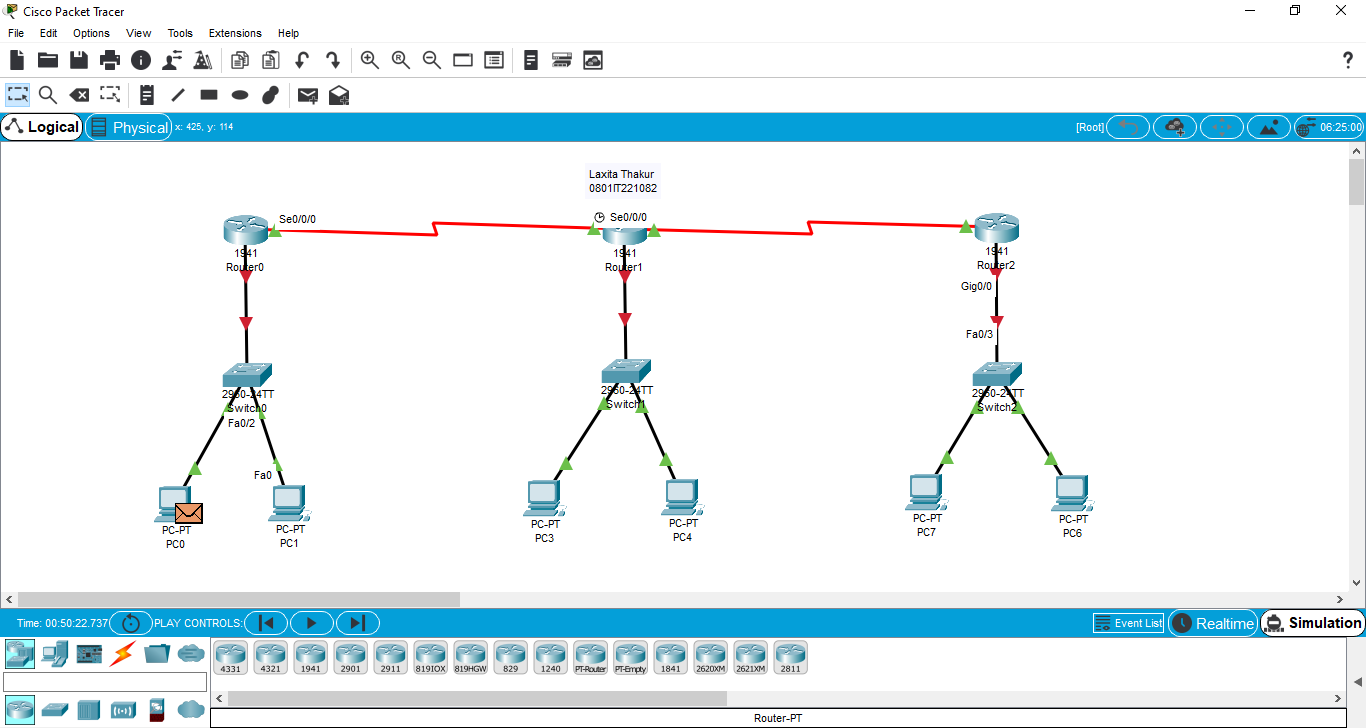 Cisco Packet Tracer
File Edit Options View Tools Extensions Help
Logical Physical x: 425, y: 114 [Root] 06:25:00
Laxita Thakur
0801IT221082
Se0/0/0 Se0/0/0
1941 1941 1941
Router0 Router1 Router2
Gig0/0
Fa0/3
2960-24TT 2960-24TT 2960-24TT
Switch0 Switch1 Switch2
Fa0/2
Fa0
PC-PT PC-PT PC-PT PC-PT PC-PT PC-PT
PC0 PC1 PC3 PC4 PC7 PC6
Time: 00:50:22.737 PLAY CONTROLS: Event List Realtime Simulation
4331 4321 1941 2901 2911 819IOX 819HGW 829 1240 PT-Router PT-Empty 1841 2620XM 2621XM 2811
Router-PT